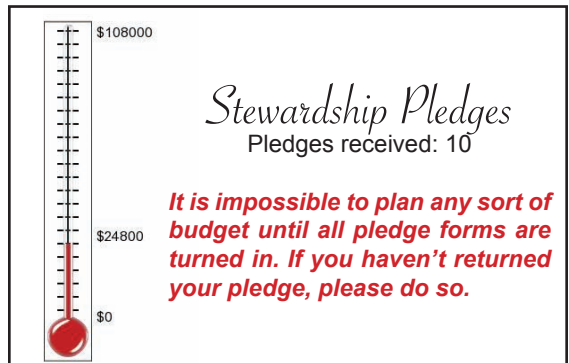 $108000
Stewardship Pledges
Pledges received: 10
It is impossible to plan any sort of
budget until all pledge forms are
turned in. If you haven’t returned
your pledge, please do so.
$24800
$0